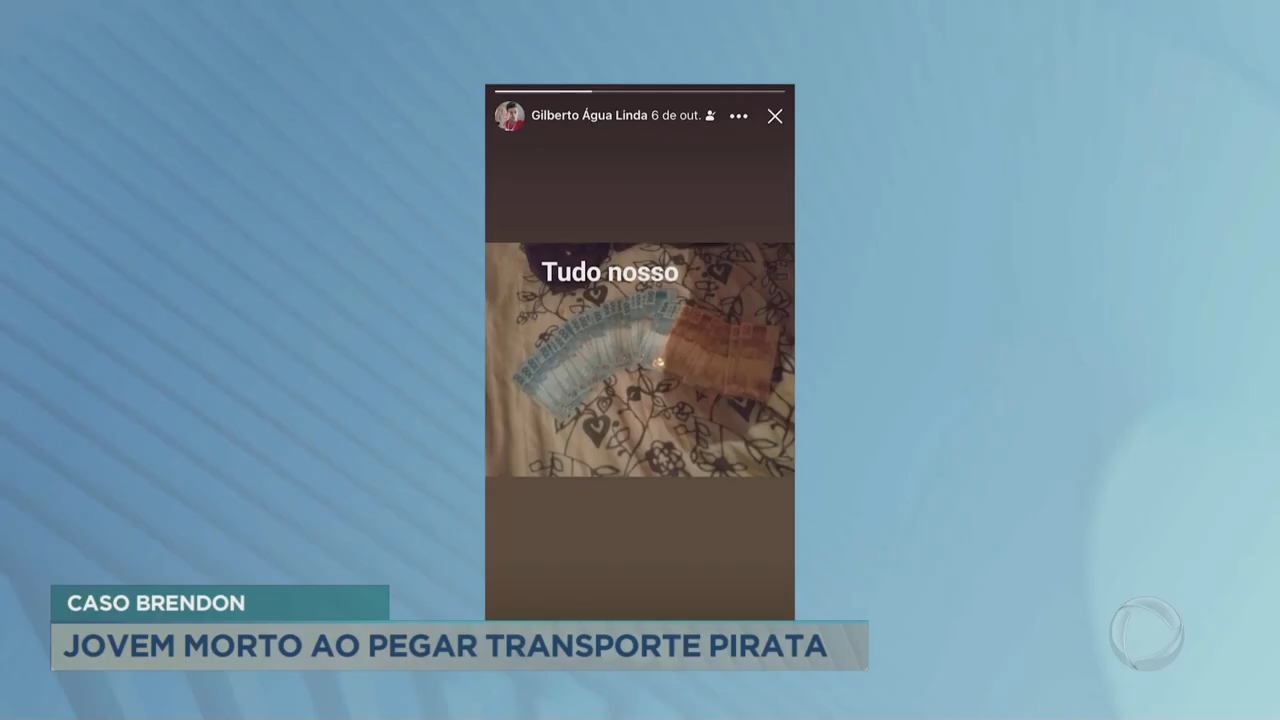 Gilberto Água Linda 6 de out.
Tudo nosso
CASO BRENDON
JOVEM MORTO AO PEGAR TRANSPORTE PIRATA